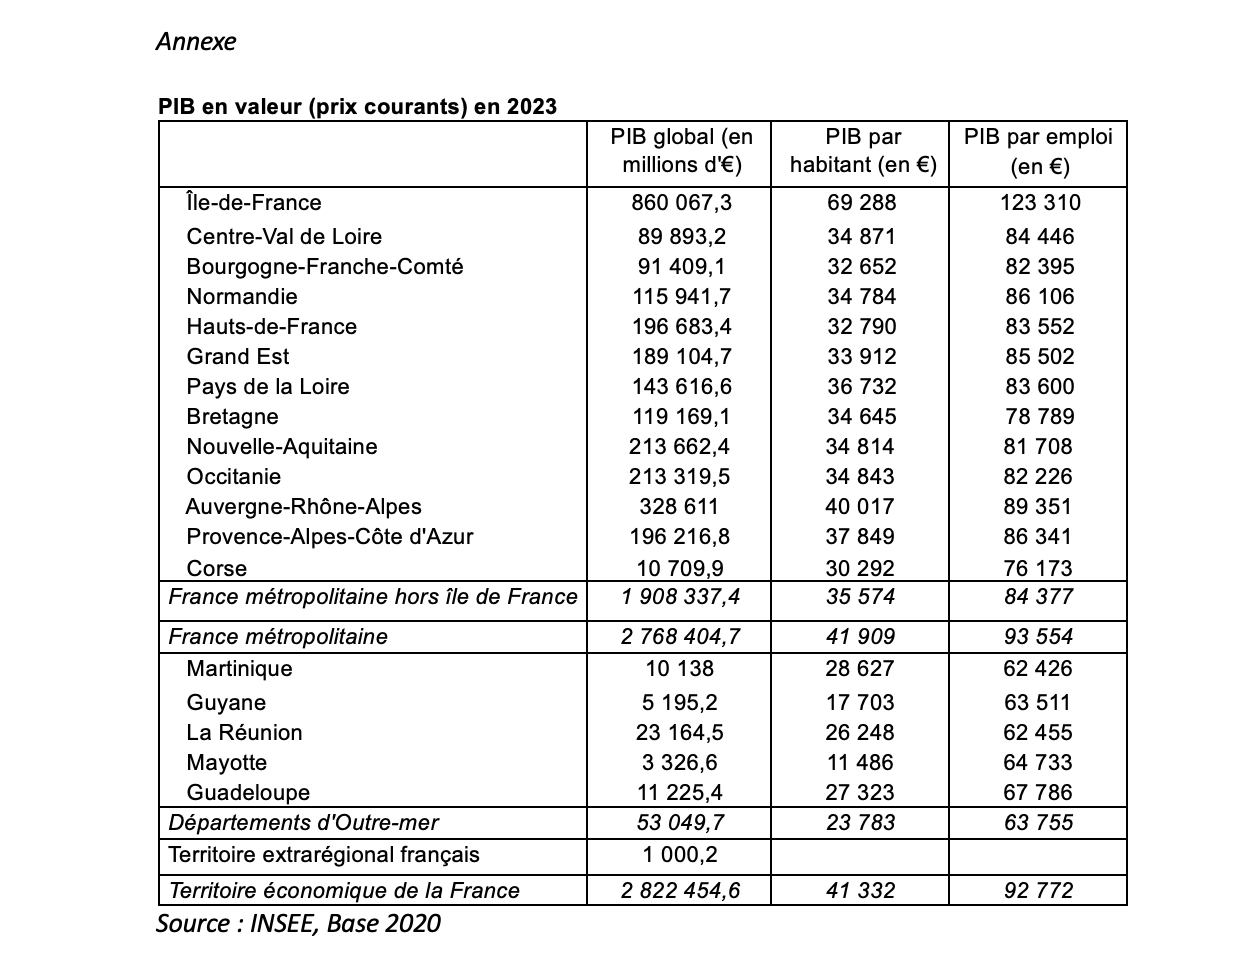 Annexe
PIB en valeur (prix courants) en 2023
PIB global (en millions d'€) PIB par habitant (en €) PIB par emploi (en €)
Île-de-France 860 067,3 69 288 123 310
Centre-Val de Loire 89 893,2 34 871 84 446
Bourgogne-Franche-Comté 91 409,1 32 652 82 395
Normandie 115 941,7 34 784 86 106
Hauts-de-France 196 683,4 32 790 83 552
Grand Est 189 104,7 33 912 85 502
Pays de la Loire 143 616,6 36 732 83 600
Bretagne 119 169,1 34 645 78 789
Nouvelle-Aquitaine 213 662,4 34 814 81 708
Occitanie 213 319,5 34 843 82 226
Auvergne-Rhône-Alpes 328 611 40 017 89 351
Provence-Alpes-Côte d'Azur 196 216,8 37 849 86 341
Corse 10 709,9 30 292 76 173
France métropolitaine hors île de France 1 908 337,4 35 574 84 377
France métropolitaine 2 768 404,7 41 909 93 554
Martinique 10 138 28 627 62 426
Guyane 5 195,2 17 703 63 511
La Réunion 23 164,5 26 248 62 455
Mayotte 3 326,6 11 486 64 733
Guadeloupe 11 225,4 27 323 67 786
Départements d'Outre-mer 53 049,7 23 783 63 755
Territoire extrarégional français 1 000,2
Territoire économique de la France 2 822 454,6 41 332 92 772
Source : INSEE, Base 2020